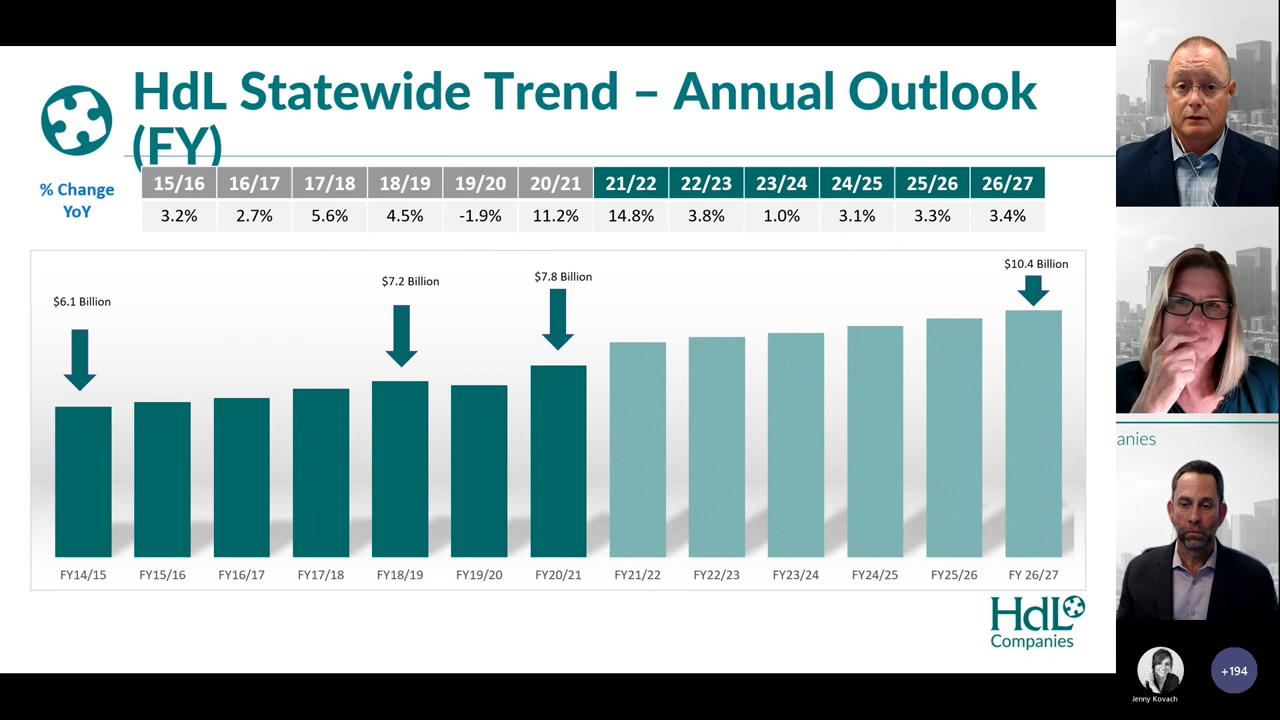 HdL Statewide Trend – Annual Outlook
(FY)
% Change
YoY
15/16 16/17 17/18 18/19 19/20 20/21 21/22 22/23 23/24 24/25 25/26 26/27
3.2% 2.7% 5.6% 4.5% -1.9% 11.2% 14.8% 3.8% 1.0% 3.1% 3.3% 3.4%
$6.1 Billion
$7.2 Billion
$7.8 Billion
$10.4 Billion
FY14/15 FY15/16 FY16/17 FY17/18 FY18/19 FY19/20 FY20/21 FY21/22 FY22/23 FY23/24 FY24/25 FY25/26 FY 26/27
HdL
Companies
anies
Jenny Kovach
+194